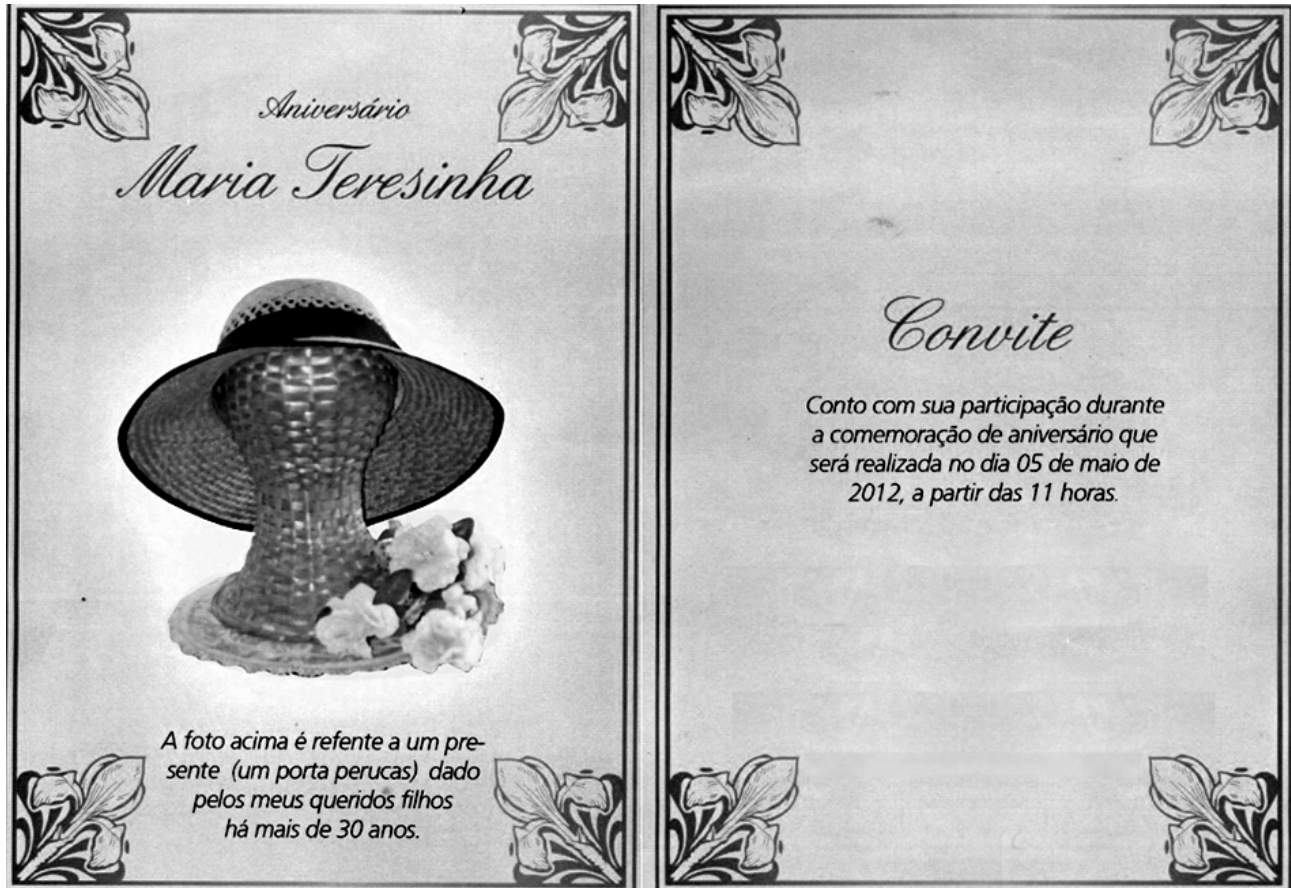 Aniversário
Maria Teresinha
A foto acima é refente a um pre-
sente (um porta perucas) dado
pelos meus queridos filhos
há mais de 30 anos.
Convite
Conto com sua participação durante
a comemoração de aniversário que
será realizada no dia 05 de maio de
2012, a partir das 11 horas.